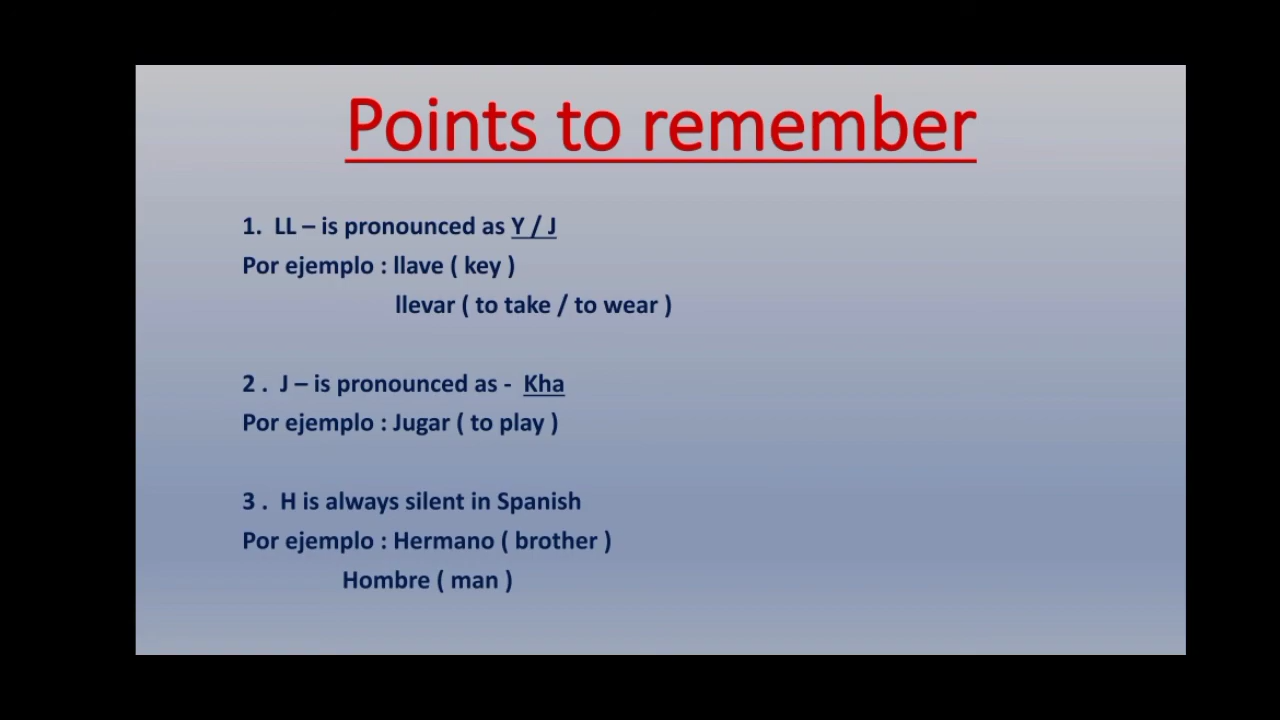 Points to remember
1. LL – is pronounced as Y / J
Por ejemplo : llave ( key )
llevar ( to take / to wear )
2 . J – is pronounced as - Kha
Por ejemplo : Jugar ( to play )
3 . H is always silent in Spanish
Por ejemplo : Hermano ( brother )
Hombre ( man )